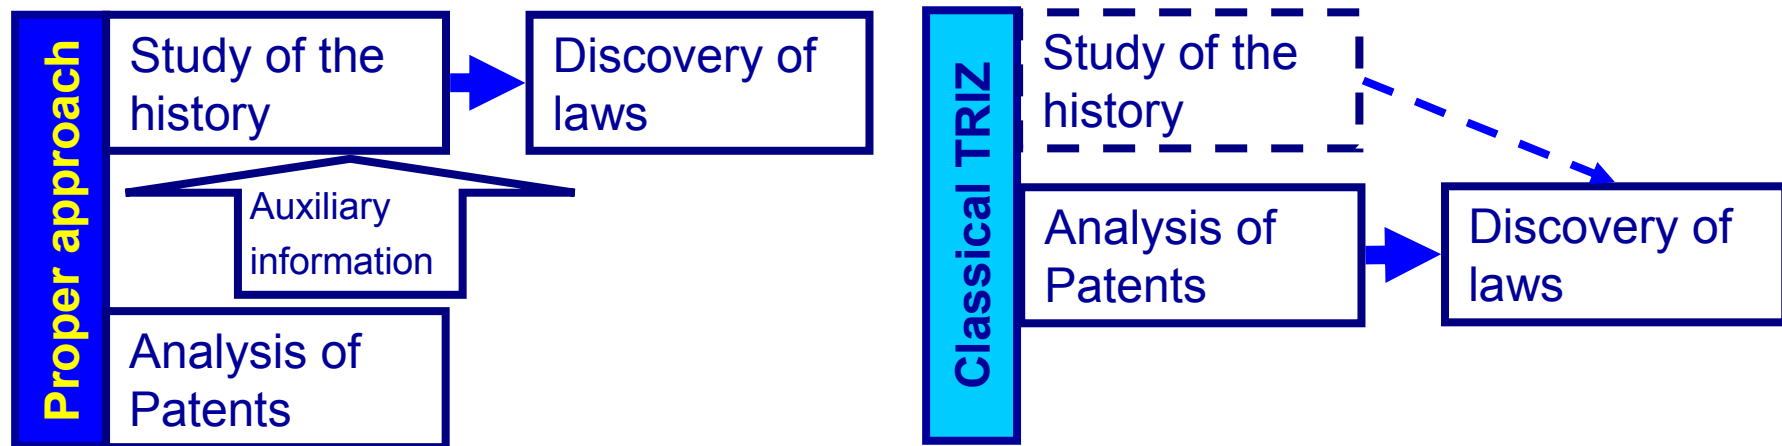 Proper approach
Study of the
history
Discovery of
laws
Auxiliary
information
Analysis of
Patents
Classical TRIZ
Study of the
history
Analysis of
Patents
Discovery of
laws